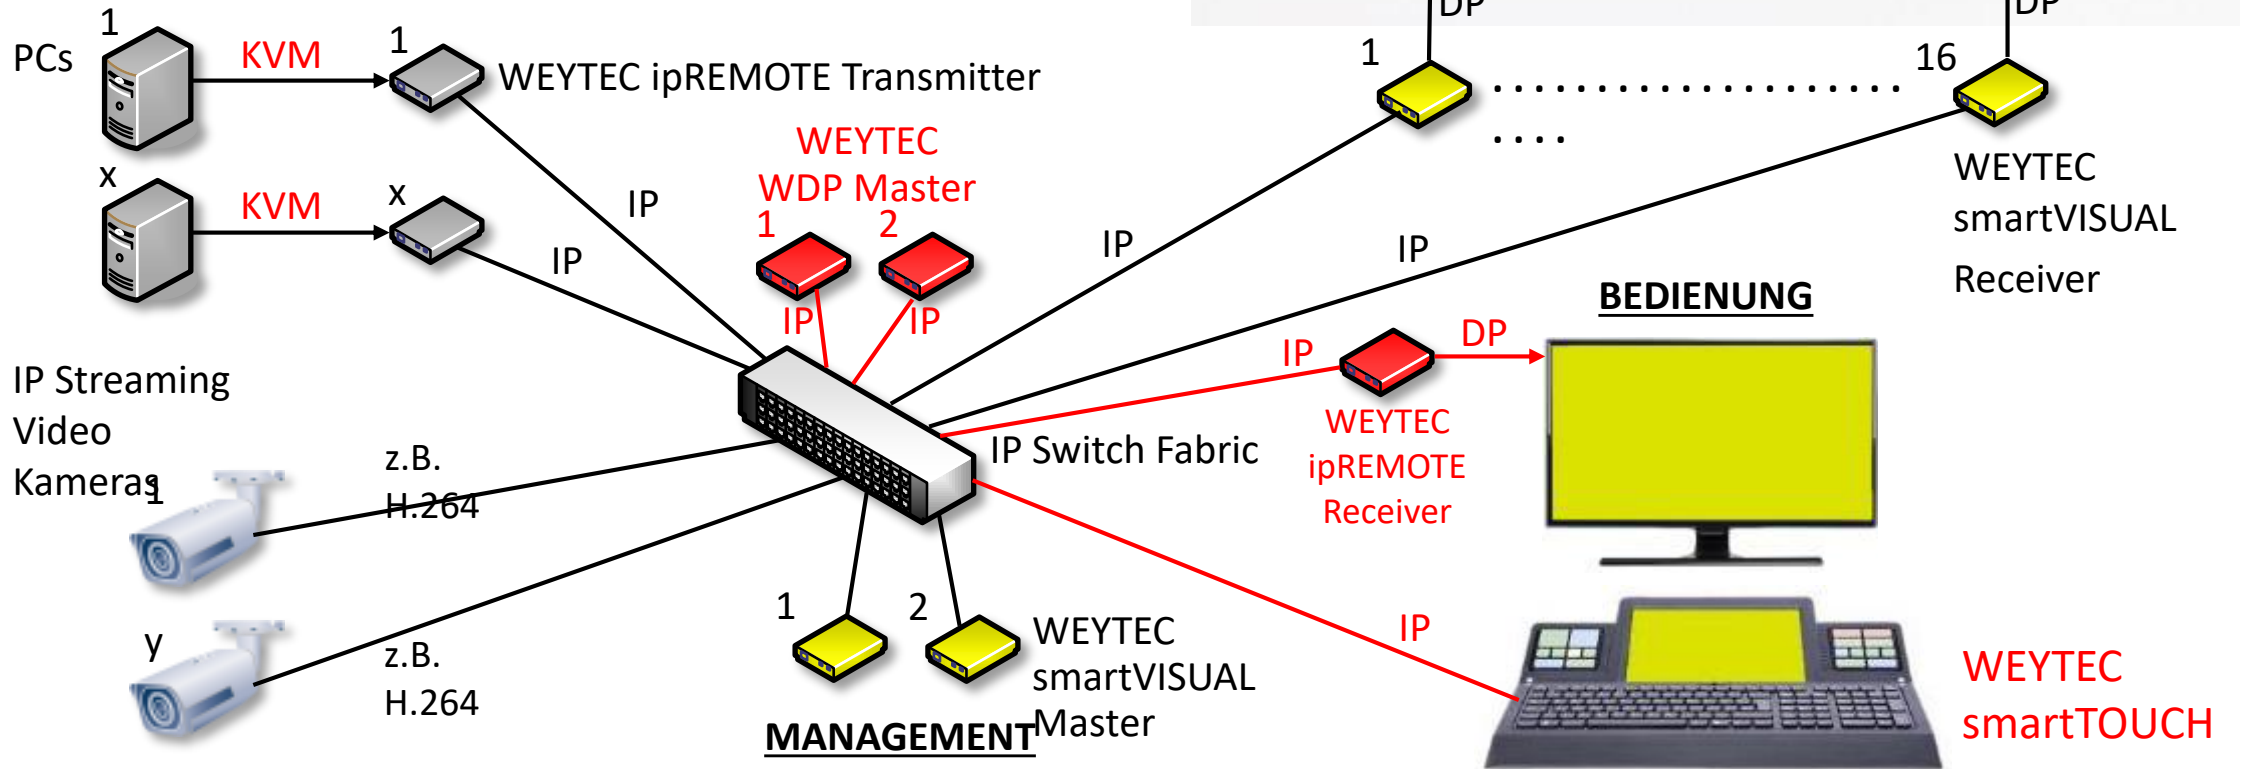 DP
DP
1
PCs
KVM
1
WEYTEC ipREMOTE Transmitter
1
16
x
KVM
x
IP
IP
WEYTEC
WDP Master
1
2
IP
IP
IP
IP
WEYTEC
smartVISUAL
Receiver
BEDIENUNG
IP
DP
WEYTEC
ipREMOTE
Receiver
IP Switch Fabric
IP Streaming
Video
Kameras
1
z.B.
H.264
y
z.B.
H.264
1
2
WEYTEC
smartVISUAL
Master
MANAGEMENT
IP
WEYTEC
smartTOUCH